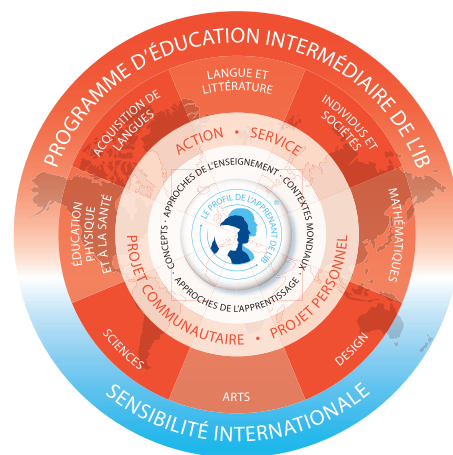 PROGRAMME D'ÉDUCATION INTERMÉDIAIRE DE L'IB
LANGUE ET
LITTÉRATURE
INDIVIDUS ET
SOCIÉTÉS
MATHÉMATIQUES
DESIGN
ARTS
SCIENCES
ÉDUCATION
PHYSIQUE
ET À LA SANTÉ
ACQUISITION DE
LANGUES
ACTION • SERVICE
PROJET COMMUNAUTAIRE • PROJET PERSONNEL
APPROCHES DE L'ENSEIGNEMENT · CONTEXTES MONDIAUX · APPROCHES DE L'APPRENTISSAGE · CONCEPTS ·
LE PROFIL DE L'APPRENANT DE L'IB
®
SENSIBILITÉ INTERNATIONALE